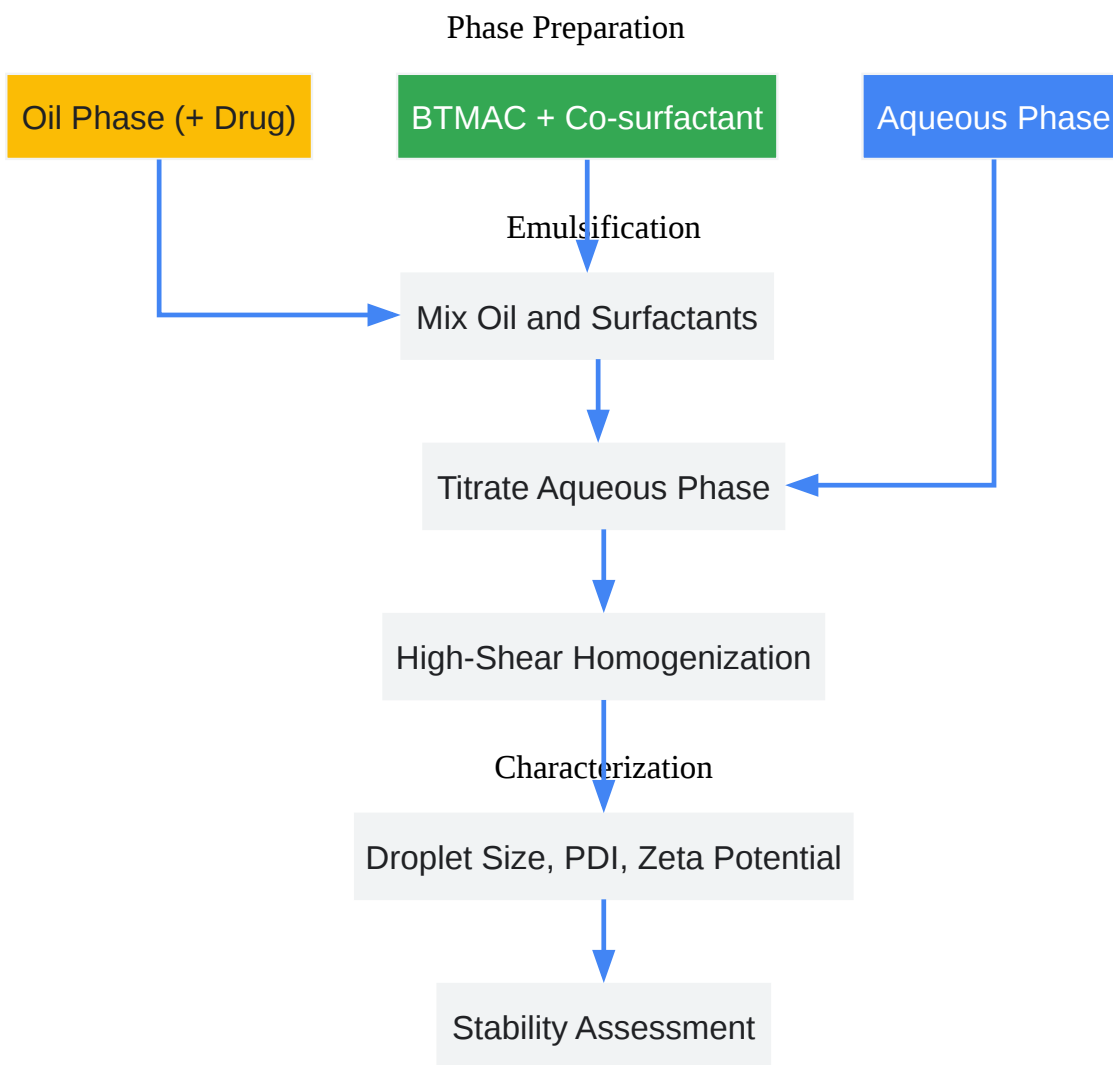 Phase Preparation
Oil Phase (+ Drug)
BTMAC + Co-surfactant
Aqueous Phase
Emulsification
Mix Oil and Surfactants
Titrate Aqueous Phase
High-Shear Homogenization
Characterization
Droplet Size, PDI, Zeta Potential
Stability Assessment